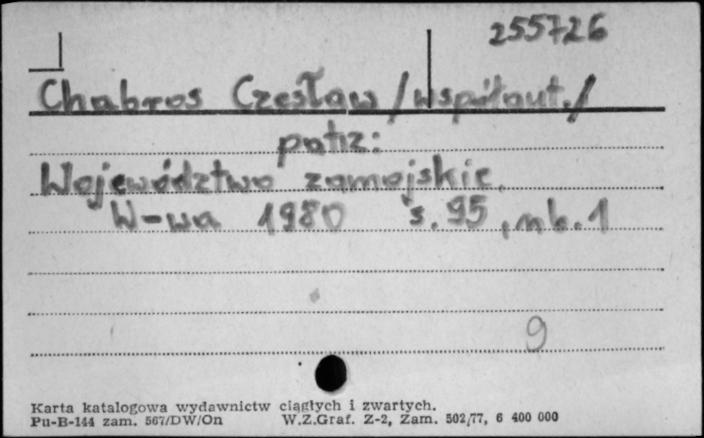 255726
Chabros Czesław /współaut./
patrz:
Województwo zamojskie.
W-wa 1980 s. 95, nlb. 1
9
Karta katalogowa wydawnictw ciągłych i zwartych.
Pu-B-144 zam. 567/DW/On W.Z.Graf. Z-2, Zam. 502/77, 6 400 000